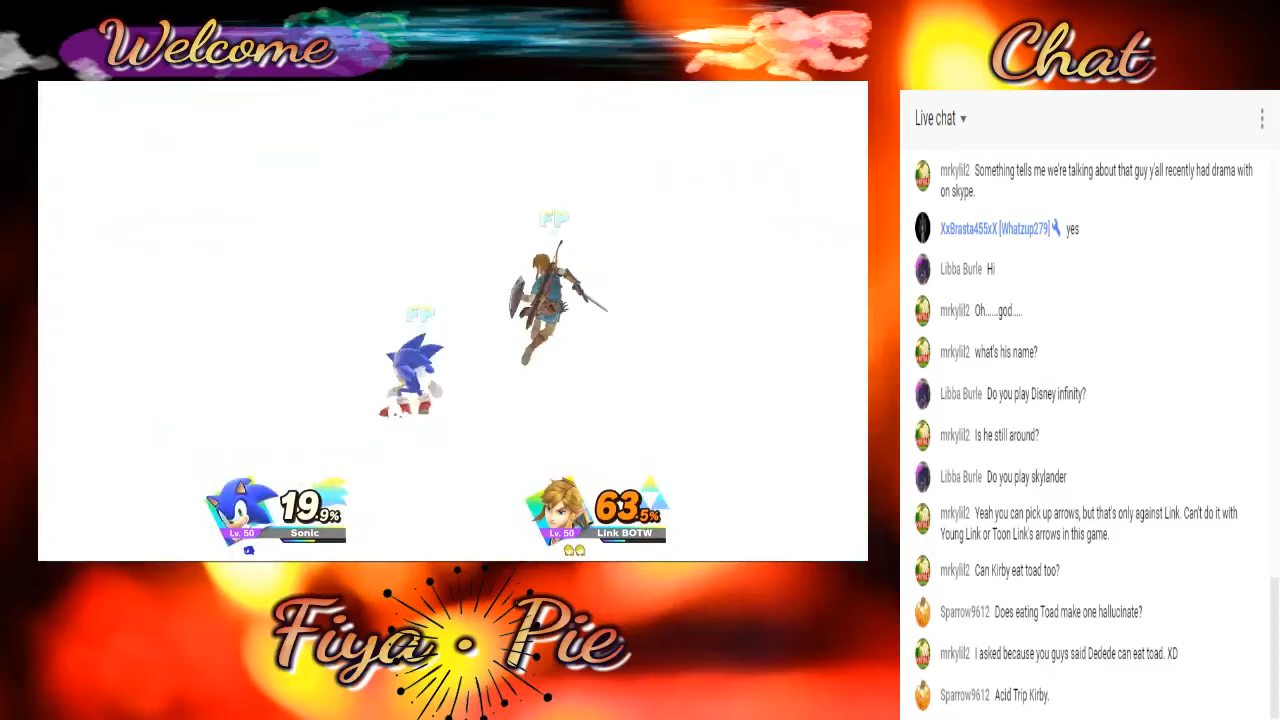 Welcome
Chat
Live chat
mrkylil2 Something tells me we're talking about that guy y'all recently had drama with
on skype.
XxBrasta455xX [Whatzup279] yes
Libba Burle Hi
mrkylil2 Oh......god.....
mrkylil2 what's his name?
Libba Burle Do you play Disney infinity?
mrkylil2 Is he still around?
Libba Burle Do you play skylander
mrkylil2 Yeah you can pick up arrows, but that's only against Link. Can't do it with
Young Link or Toon Link's arrows in this game.
mrkylil2 Can Kirby eat toad too?
Sparrow9612 Does eating Toad make one hallucinate?
mrkylil2 I asked because you guys said Dedede can eat toad. XD
Sparrow9612 Acid Trip Kirby.
FP
FP
19.9%
Lv. 50 Sonic
63.5%
Lv. 50 Link BOTW
Fiya • Pie